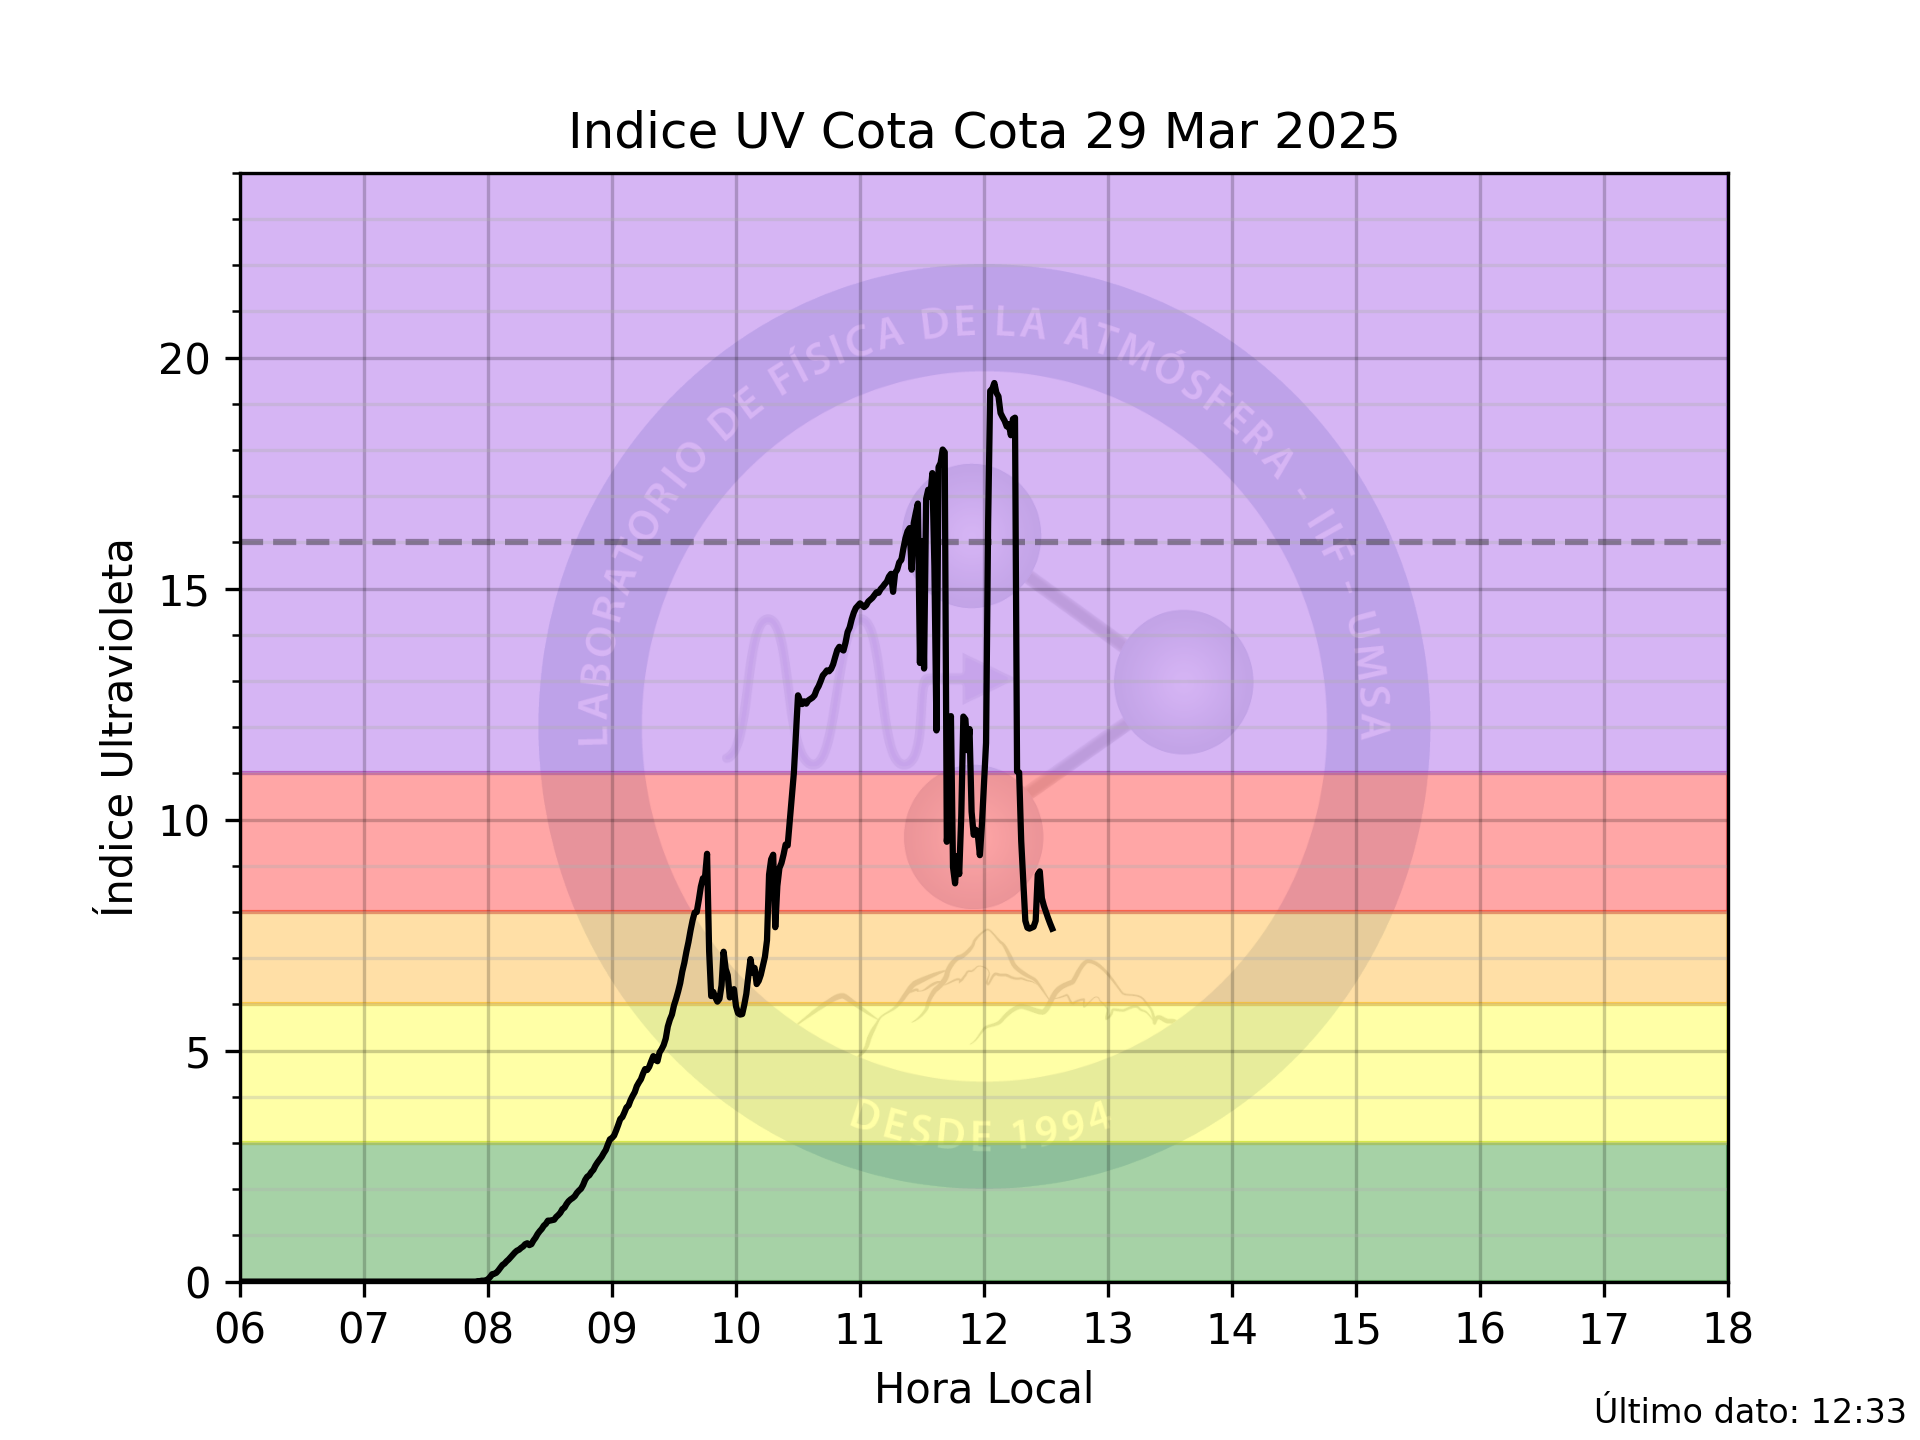 Indice UV Cota Cota 29 Mar 2025
LABORATORIO DE FÍSICA DE LA ATMÓSFERA - IIF - UMSA
DESDE 1994
Índice Ultravioleta
20
15
10
5
0
06 07 08 09 10 11 12 13 14 15 16 17 18
Hora Local
Último dato: 12:33